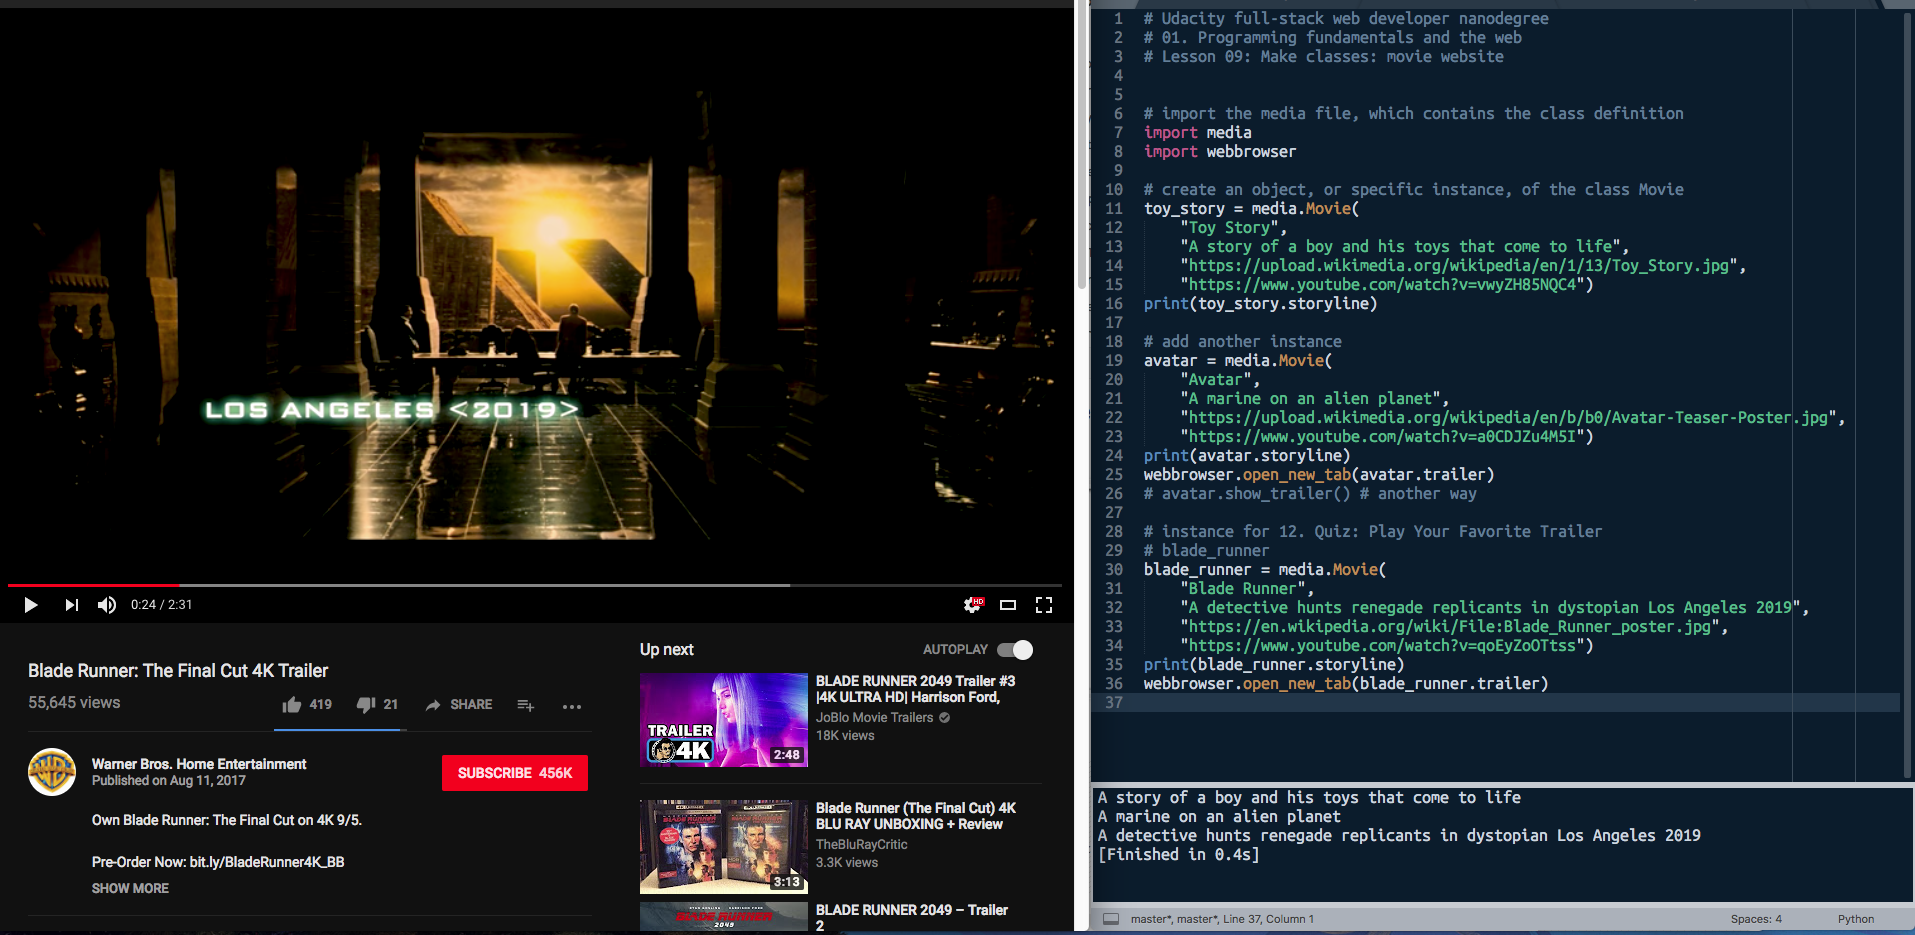 LOS ANGELES <2019>
0:24 / 2:31
HD
Blade Runner: The Final Cut 4K Trailer
55,645 views
419
21
SHARE
Warner Bros. Home Entertainment
Published on Aug 11, 2017
SUBSCRIBE 456K
Own Blade Runner: The Final Cut on 4K 9/5.
Pre-Order Now: bit.ly/BladeRunner4K_BB
SHOW MORE
Up next
AUTOPLAY
TRAILER
4K
2:48
BLADE RUNNER 2049 Trailer #3
|4K ULTRA HD| Harrison Ford,
JoBlo Movie Trailers
18K views
3:13
Blade Runner (The Final Cut) 4K
BLU RAY UNBOXING + Review
TheBluRayCritic
3.3K views
BLADE RUNNER
2049
BLADE RUNNER 2049 – Trailer
2
1 # Udacity full-stack web developer nanodegree
2 # 01. Programming fundamentals and the web
3 # Lesson 09: Make classes: movie website
4
5
6 # import the media file, which contains the class definition
7 import media
8 import webbrowser
9
10 # create an object, or specific instance, of the class Movie
11 toy_story = media.Movie(
12 "Toy Story",
13 "A story of a boy and his toys that come to life",
14 "https://upload.wikimedia.org/wikipedia/en/1/13/Toy_Story.jpg",
15 "https://www.youtube.com/watch?v=vwyZH85NQC4")
16 print(toy_story.storyline)
17
18 # add another instance
19 avatar = media.Movie(
20 "Avatar",
21 "A marine on an alien planet",
22 "https://upload.wikimedia.org/wikipedia/en/b/b0/Avatar-Teaser-Poster.jpg",
23 "https://www.youtube.com/watch?v=a0CDJZu4M5I")
24 print(avatar.storyline)
25 webbrowser.open_new_tab(avatar.trailer)
26 # avatar.show_trailer() # another way
27
28 # instance for 12. Quiz: Play Your Favorite Trailer
29 # blade_runner
30 blade_runner = media.Movie(
31 "Blade Runner",
32 "A detective hunts renegade replicants in dystopian Los Angeles 2019",
33 "https://en.wikipedia.org/wiki/File:Blade_Runner_poster.jpg",
34 "https://www.youtube.com/watch?v=qoEyZoOTtss")
35 print(blade_runner.storyline)
36 webbrowser.open_new_tab(blade_runner.trailer)
37
A story of a boy and his toys that come to life
A marine on an alien planet
A detective hunts renegade replicants in dystopian Los Angeles 2019
[Finished in 0.4s]
master*, master*, Line 37, Column 1
Spaces: 4
Python